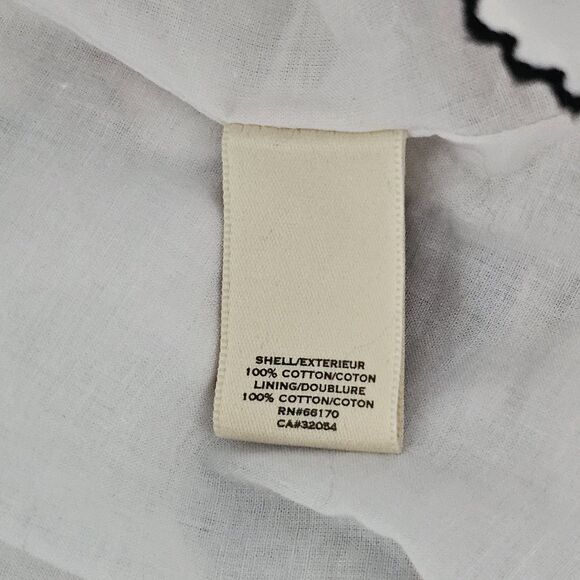 SHELL/EXTERIEUR
100% COTTON/COTON
LINING/DOUBLURE
100% COTTON/COTON
RN#66170
CA#32054